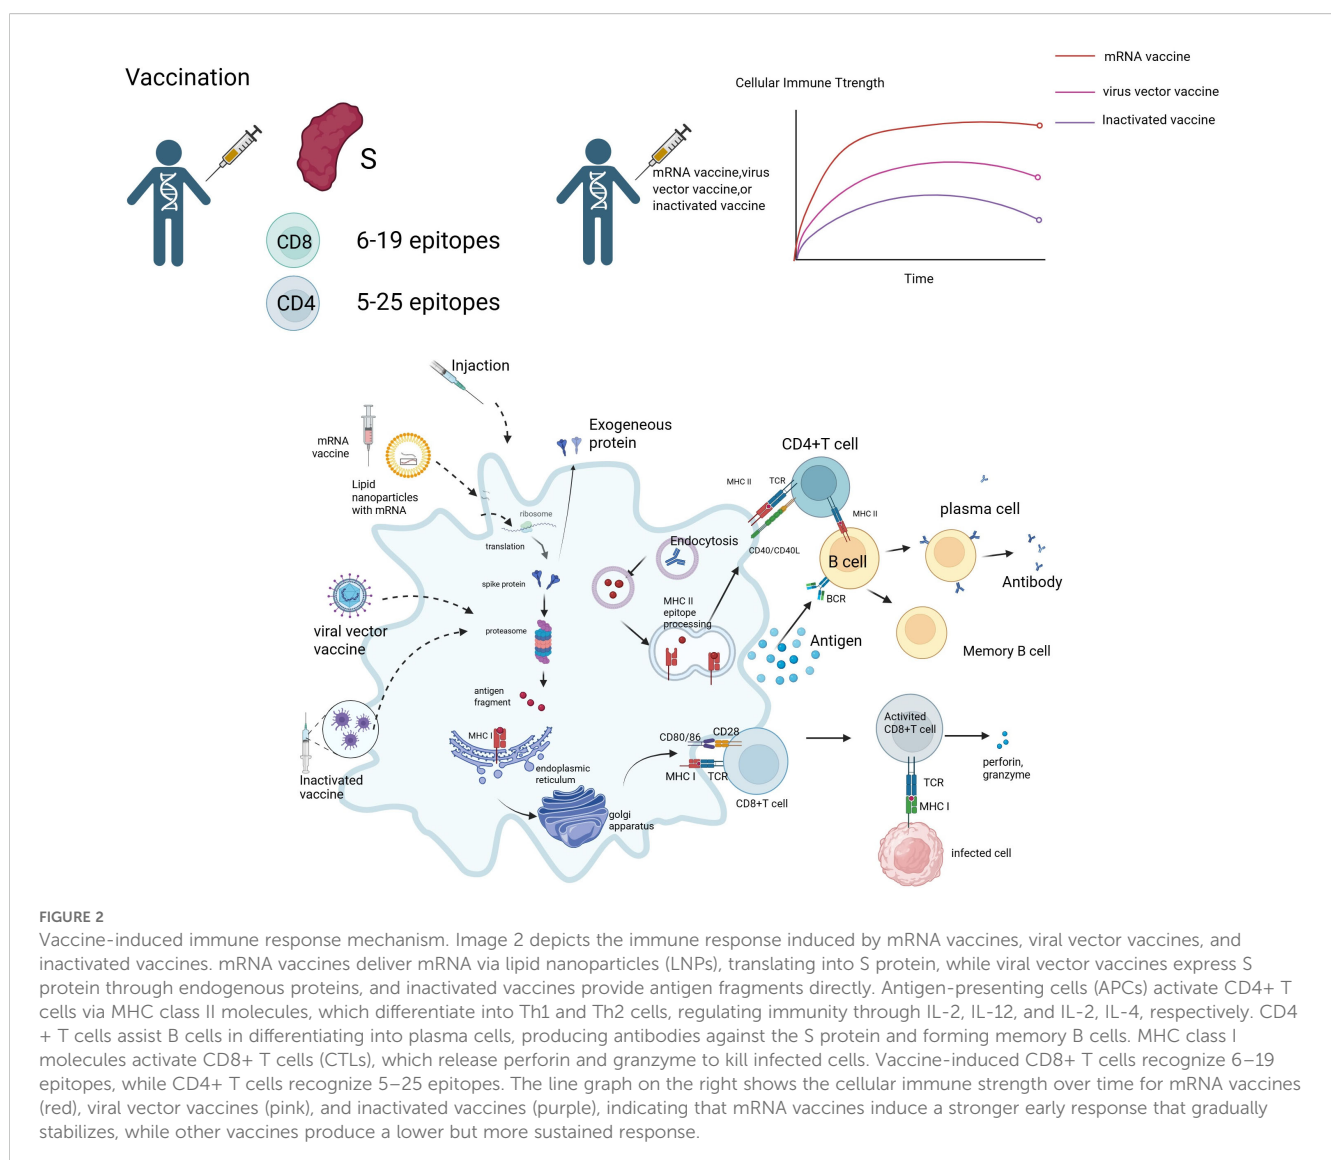 Vaccination
S
CD8
6-19 epitopes
CD4
5-25 epitopes
mRNA vaccine,virus
vector vaccine,or
inactivated vaccine
Cellular Immune Ttrength
Time
mRNA vaccine
virus vector vaccine
Inactivated vaccine
Injaction
mRNA
vaccine
Lipid
nanoparticles
with mRNA
Exogeneous
protein
ribosome
translation
spike protein
proteasome
viral vector
vaccine
antigen
fragment
MHC I
endoplasmic
reticulum
golgi
apparatus
Inactivated
vaccine
Endocytosis
MHC II
epitope
processing
CD4+T cell
MHC II
TCR
CD40/CD40L
MHC II
B cell
BCR
Antigen
plasma cell
Antibody
Memory B cell
CD80/86
CD28
MHC I
TCR
CD8+T cell
Activited
CD8+T cell
perforin,
granzyme
TCR
MHC I
infected cell
FIGURE 2
Vaccine-induced immune response mechanism. Image 2 depicts the immune response induced by mRNA vaccines, viral vector vaccines, and
inactivated vaccines. mRNA vaccines deliver mRNA via lipid nanoparticles (LNPs), translating into S protein, while viral vector vaccines express S
protein through endogenous proteins, and inactivated vaccines provide antigen fragments directly. Antigen-presenting cells (APCs) activate CD4+ T
cells via MHC class II molecules, which differentiate into Th1 and Th2 cells, regulating immunity through IL-2, IL-12, and IL-2, IL-4, respectively. CD4
+ T cells assist B cells in differentiating into plasma cells, producing antibodies against the S protein and forming memory B cells. MHC class I
molecules activate CD8+ T cells (CTLs), which release perforin and granzyme to kill infected cells. Vaccine-induced CD8+ T cells recognize 6–19
epitopes, while CD4+ T cells recognize 5–25 epitopes. The line graph on the right shows the cellular immune strength over time for mRNA vaccines
(red), viral vector vaccines (pink), and inactivated vaccines (purple), indicating that mRNA vaccines induce a stronger early response that gradually
stabilizes, while other vaccines produce a lower but more sustained response.